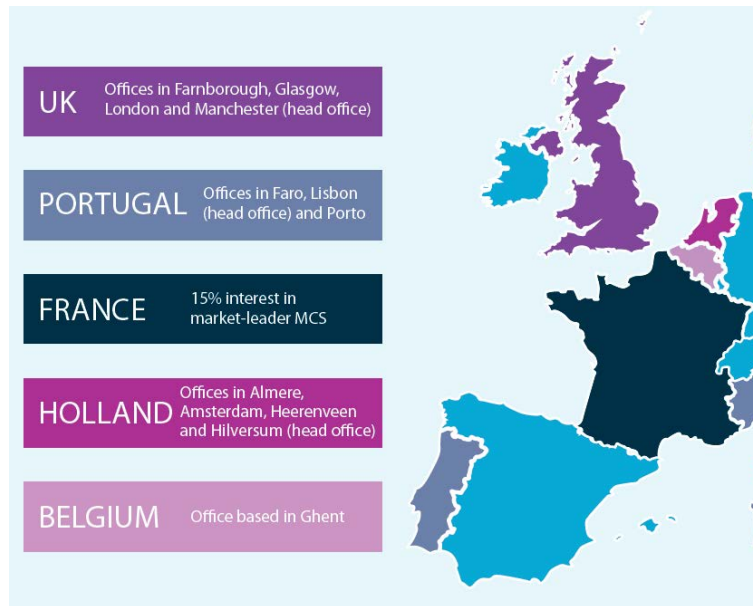 UK
Offices in Farnborough, Glasgow,
London and Manchester (head office)
PORTUGAL
Offices in Faro, Lisbon
(head office) and Porto
FRANCE
15% interest in
market-leader MCS
HOLLAND
Offices in Almere,
Amsterdam, Heerenveen
and Hilversum (head office)
BELGIUM
Office based in Ghent